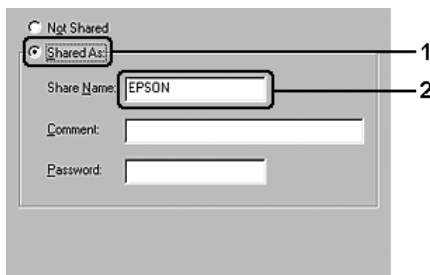 Not Shared
Shared As: 1
Share Name: EPSON 2
Comment:
Password: